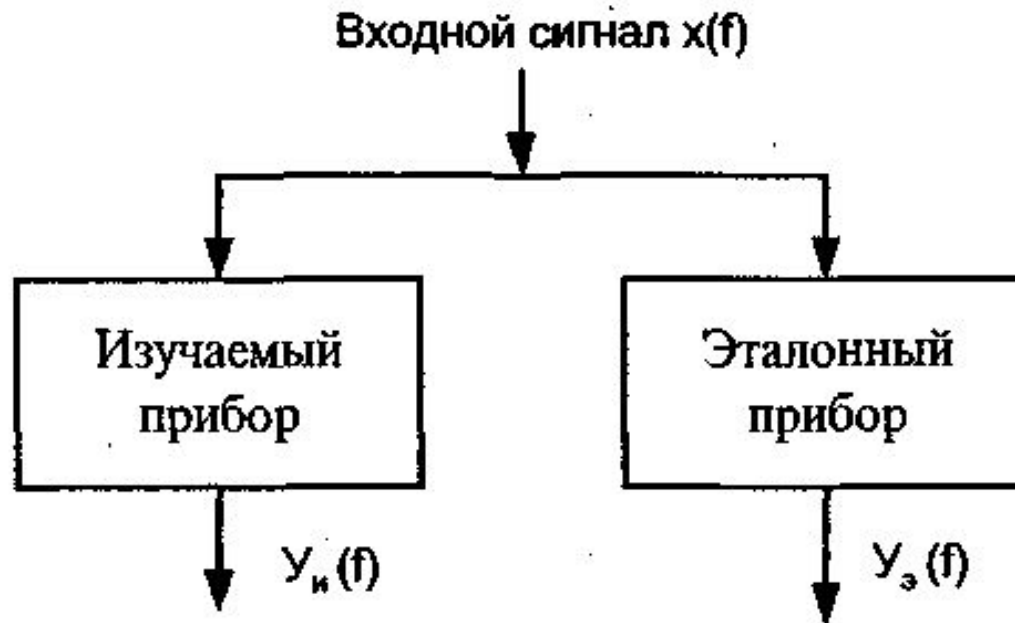 Входной сигнал x(f)
Изучаемый
прибор
Эталонный
прибор
Уи(f)
Уэ(f)